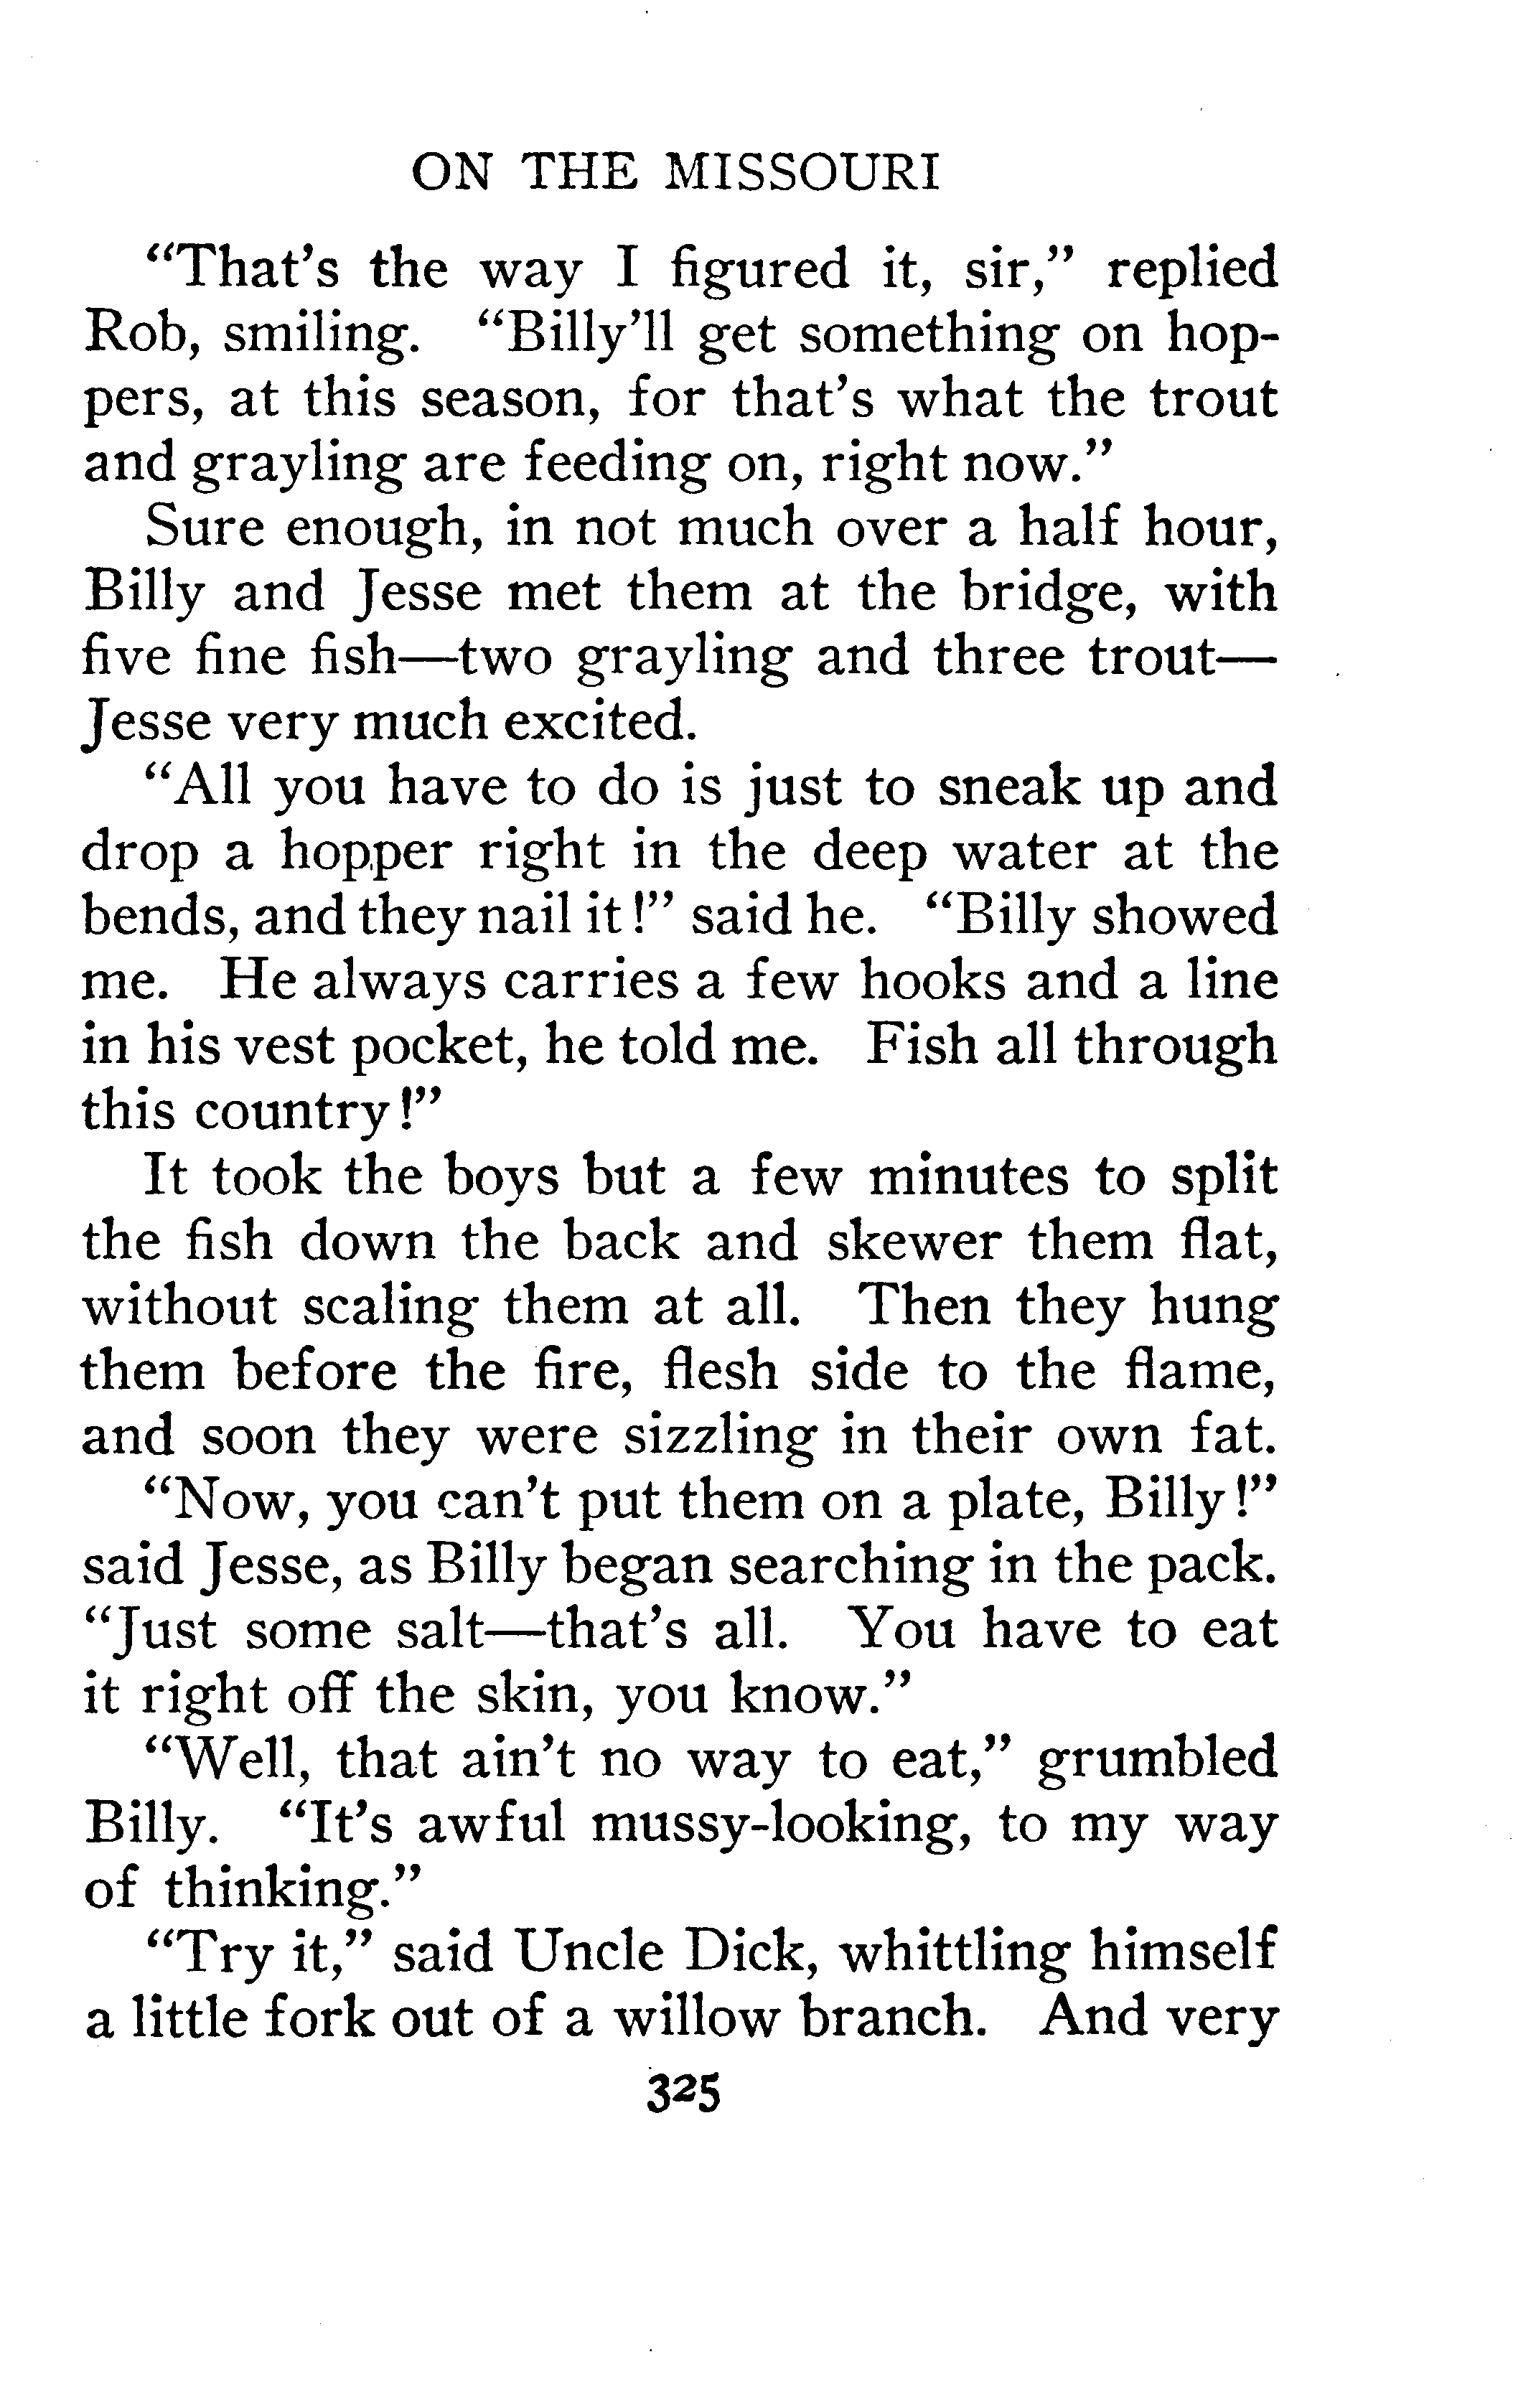 ON THE MISSOURI
“That’s the way I figured it, sir,” replied
Rob, smiling. “Billy’ll get something on hop-
pers, at this season, for that’s what the trout
and grayling are feeding on, right now.”
Sure enough, in not much over a half hour,
Billy and Jesse met them at the bridge, with
five fine fish—two grayling and three trout—
Jesse very much excited.
“All you have to do is just to sneak up and
drop a hopper right in the deep water at the
bends, and they nail it!” said he. “Billy showed
me. He always carries a few hooks and a line
in his vest pocket, he told me. Fish all through
this country!”
It took the boys but a few minutes to split
the fish down the back and skewer them flat,
without scaling them at all. Then they hung
them before the fire, flesh side to the flame,
and soon they were sizzling in their own fat.
“Now, you can’t put them on a plate, Billy!”
said Jesse, as Billy began searching in the pack.
“Just some salt—that’s all. You have to eat
it right off the skin, you know.”
“Well, that ain’t no way to eat,” grumbled
Billy. “It’s awful mussy-looking, to my way
of thinking.”
“Try it,” said Uncle Dick, whittling himself
a little fork out of a willow branch. And very
325